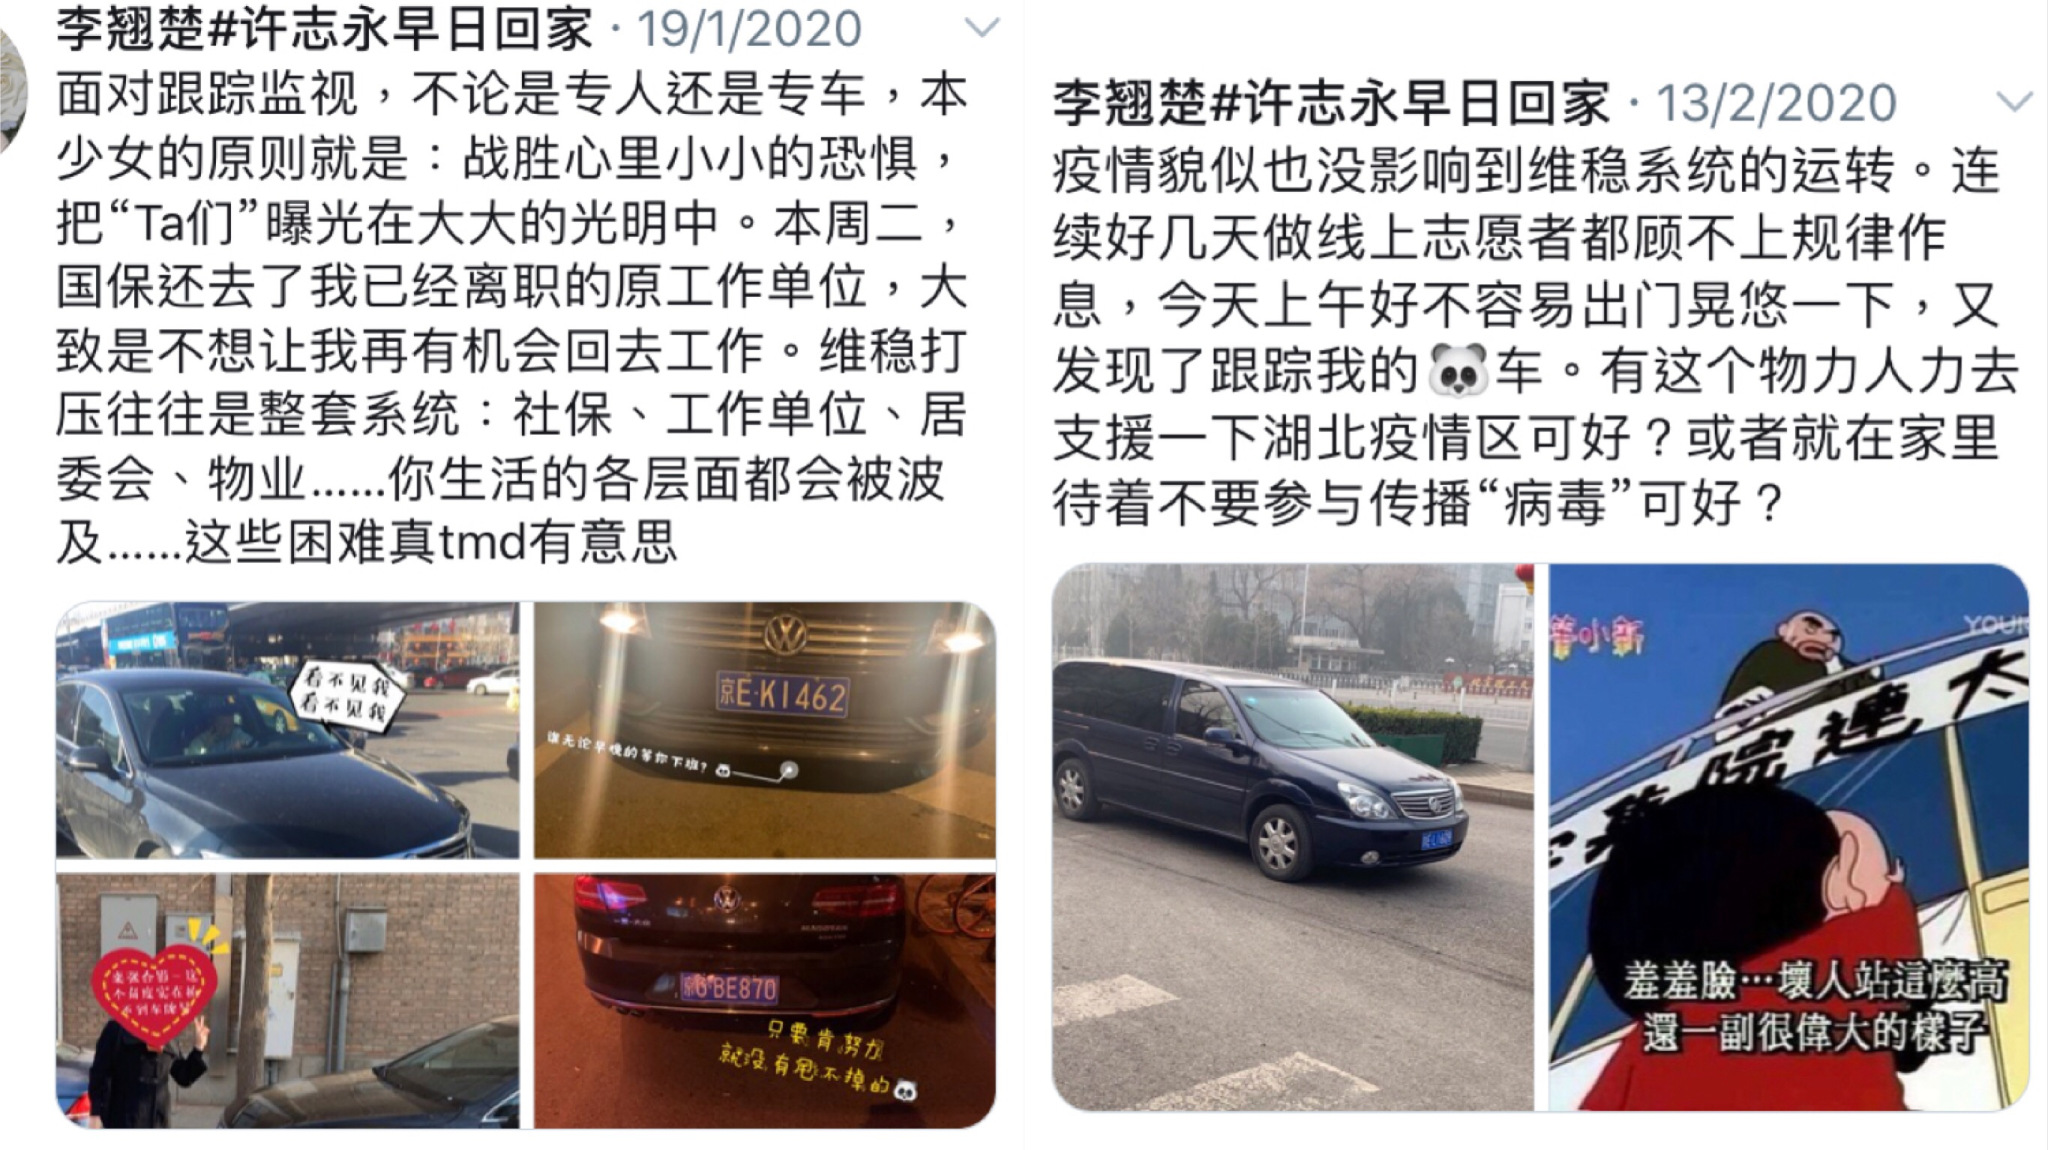 李翘楚#许志永早日回家 · 19/1/2020
面对跟踪监视，不论是专人还是专车，本
少女的原则就是：战胜心里小小的恐惧，
把“Ta们”曝光在大大的光明中。本周二，
国保还去了我已经离职的原工作单位，大
致是不想让我再有机会回去工作。维稳打
压往往是整套系统：社保、工作单位、居
委会、物业......你生活的各层面都会被波
及......这些困难真tmd有意思
看不见我
看不见我
京E·K1462
谁无论早晚的等你下班？
只要肯努力
就没有甩不掉的
李翘楚#许志永早日回家 · 13/2/2020
疫情貌似也没影响到维稳系统的运转。连
续好几天做线上志愿者都顾不上规律作
息，今天上午好不容易出门晃悠一下，又
发现了跟踪我的🐼车。有这个物力人力去
支援一下湖北疫情区可好？或者就在家里
待着不要参与传播“病毒”可好？
筆小新
院連太
羞羞臉…壞人站這麼高
還一副很偉大的樣子